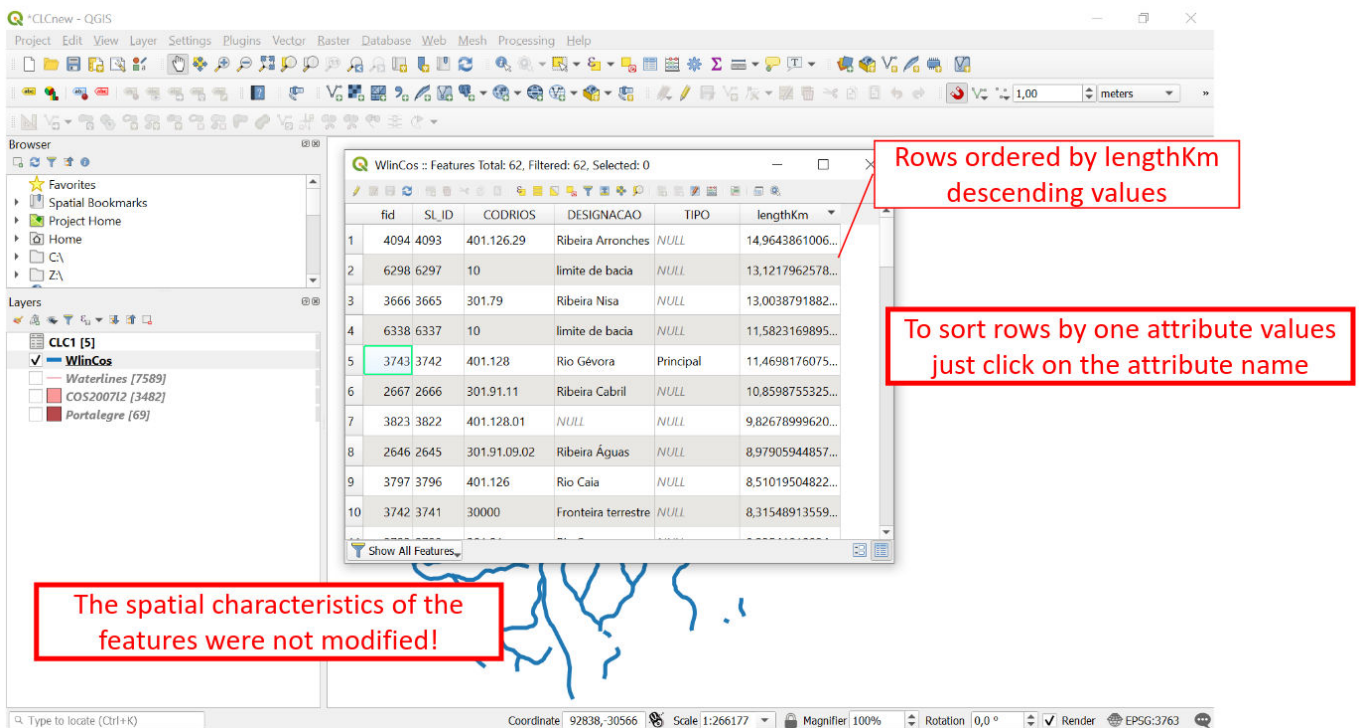 *CLCnew - QGIS
Project Edit View Layer Settings Plugins Vector Raster Database Web Mesh Processing Help
1,00 meters »
Browser
Favorites
Spatial Bookmarks
Project Home
Home
C:\
Z:\
Layers
CLC1 [5]
WlinCos
Waterlines [7589]
COS2007l2 [3482]
Portalegre [69]
WlinCos :: Features Total: 62, Filtered: 62, Selected: 0
fid SL_ID CODRIOS DESIGNACAO TIPO lengthKm
1 4094 4093 401.126.29 Ribeira Arronches NULL 14,9643861006...
2 6298 6297 10 limite de bacia NULL 13,1217962578...
3 3666 3665 301.79 Ribeira Nisa NULL 13,0038791882...
4 6338 6337 10 limite de bacia NULL 11,5823169895...
5 3743 3742 401.128 Rio Gévora Principal 11,4698176075...
6 2667 2666 301.91.11 Ribeira Cabril NULL 10,8598755325...
7 3823 3822 401.128.01 NULL NULL 9,82678999620...
8 2646 2645 301.91.09.02 Ribeira Águas NULL 8,97905944857...
9 3797 3796 401.126 Rio Caia NULL 8,51019504822...
10 3742 3741 30000 Fronteira terrestre NULL 8,31548913559...
Show All Features
Rows ordered by lengthKm
descending values
To sort rows by one attribute values
just click on the attribute name
The spatial characteristics of the
features were not modified!
Type to locate (Ctrl+K) Coordinate 92838,-30566 Scale 1:266177 Magnifier 100% Rotation 0,0 ° Render EPSG:3763